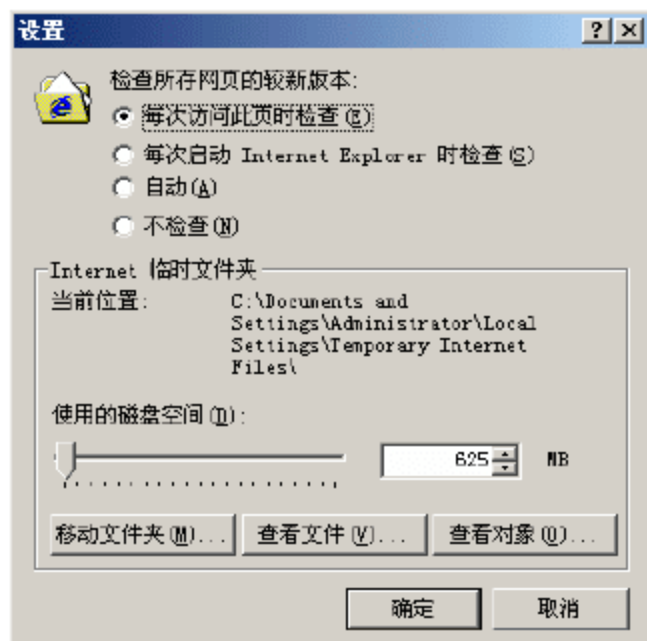 设置
检查所存网页的较新版本:
每次访问此页时检查(E)
每次启动 Internet Explorer 时检查(S)
自动(A)
不检查(N)
Internet 临时文件夹
当前位置:
C:\Documents and
Settings\Administrator\Local
Settings\Temporary Internet
Files\
使用的磁盘空间(D):
625 MB
移动文件夹(M)... 查看文件(V)... 查看对象(O)...
确定 取消